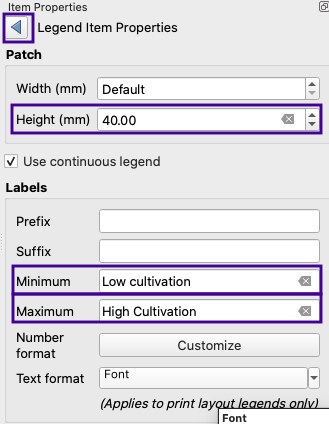 Item Properties
Legend Item Properties
Patch
Width (mm) Default
Height (mm) 40.00
Use continuous legend
Labels
Prefix
Suffix
Minimum Low cultivation
Maximum High Cultivation
Number format Customize
Text format Font
(Applies to print layout legends only)
Font